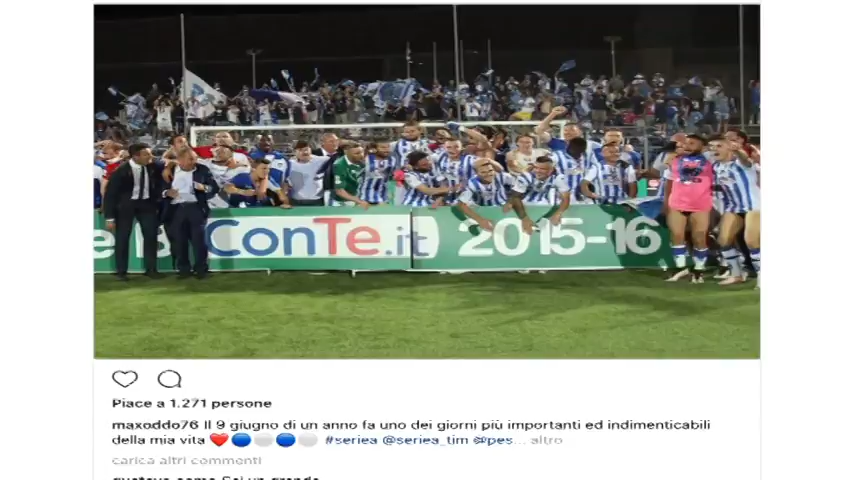 ConTe.it 2015-16
Piace a 1.271 persone
maxoddo76 Il 9 giugno di un anno fa uno dei giorni più importanti ed indimenticabili
della mia vita ❤️🔵⚪🔵⚪ #seriea @seriea_tim @pes... altro
carica altri commenti